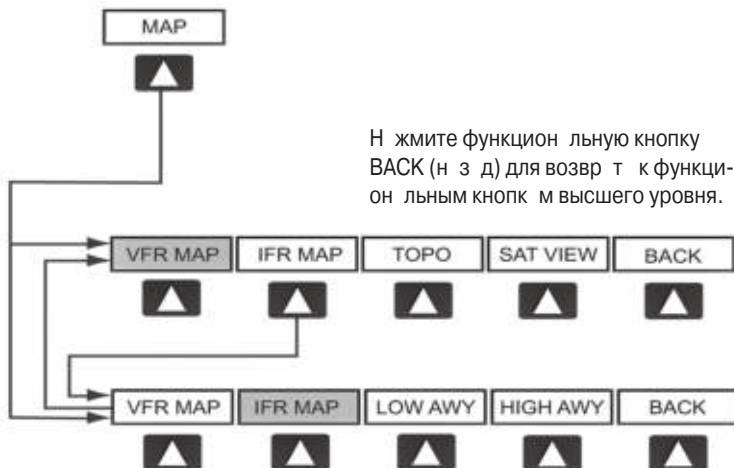 MAP
Н жмите функцион льную кнопку
BACK (н з д) для возвр т к функци-
он льным кнопк м высшего уровня.
VFR MAP IFR MAP TOPO SAT VIEW BACK
VFR MAP IFR MAP LOW AWY HIGH AWY BACK